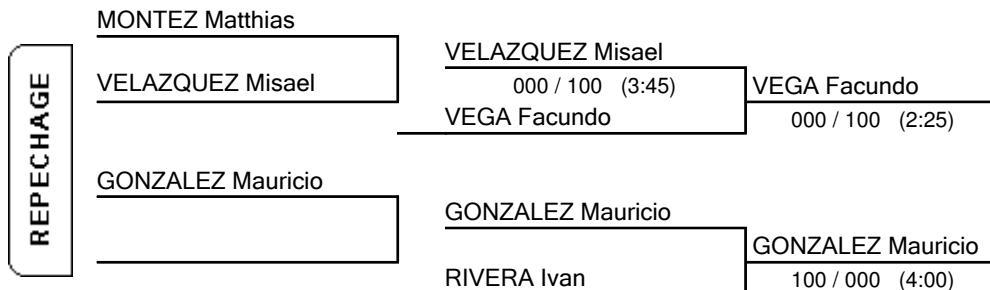 REPECHAGE
MONTEZ Matthias
VELAZQUEZ Misael
VELAZQUEZ Misael
000 / 100 (3:45)
VEGA Facundo
VEGA Facundo
000 / 100 (2:25)
GONZALEZ Mauricio
GONZALEZ Mauricio
RIVERA Ivan
GONZALEZ Mauricio
100 / 000 (4:00)